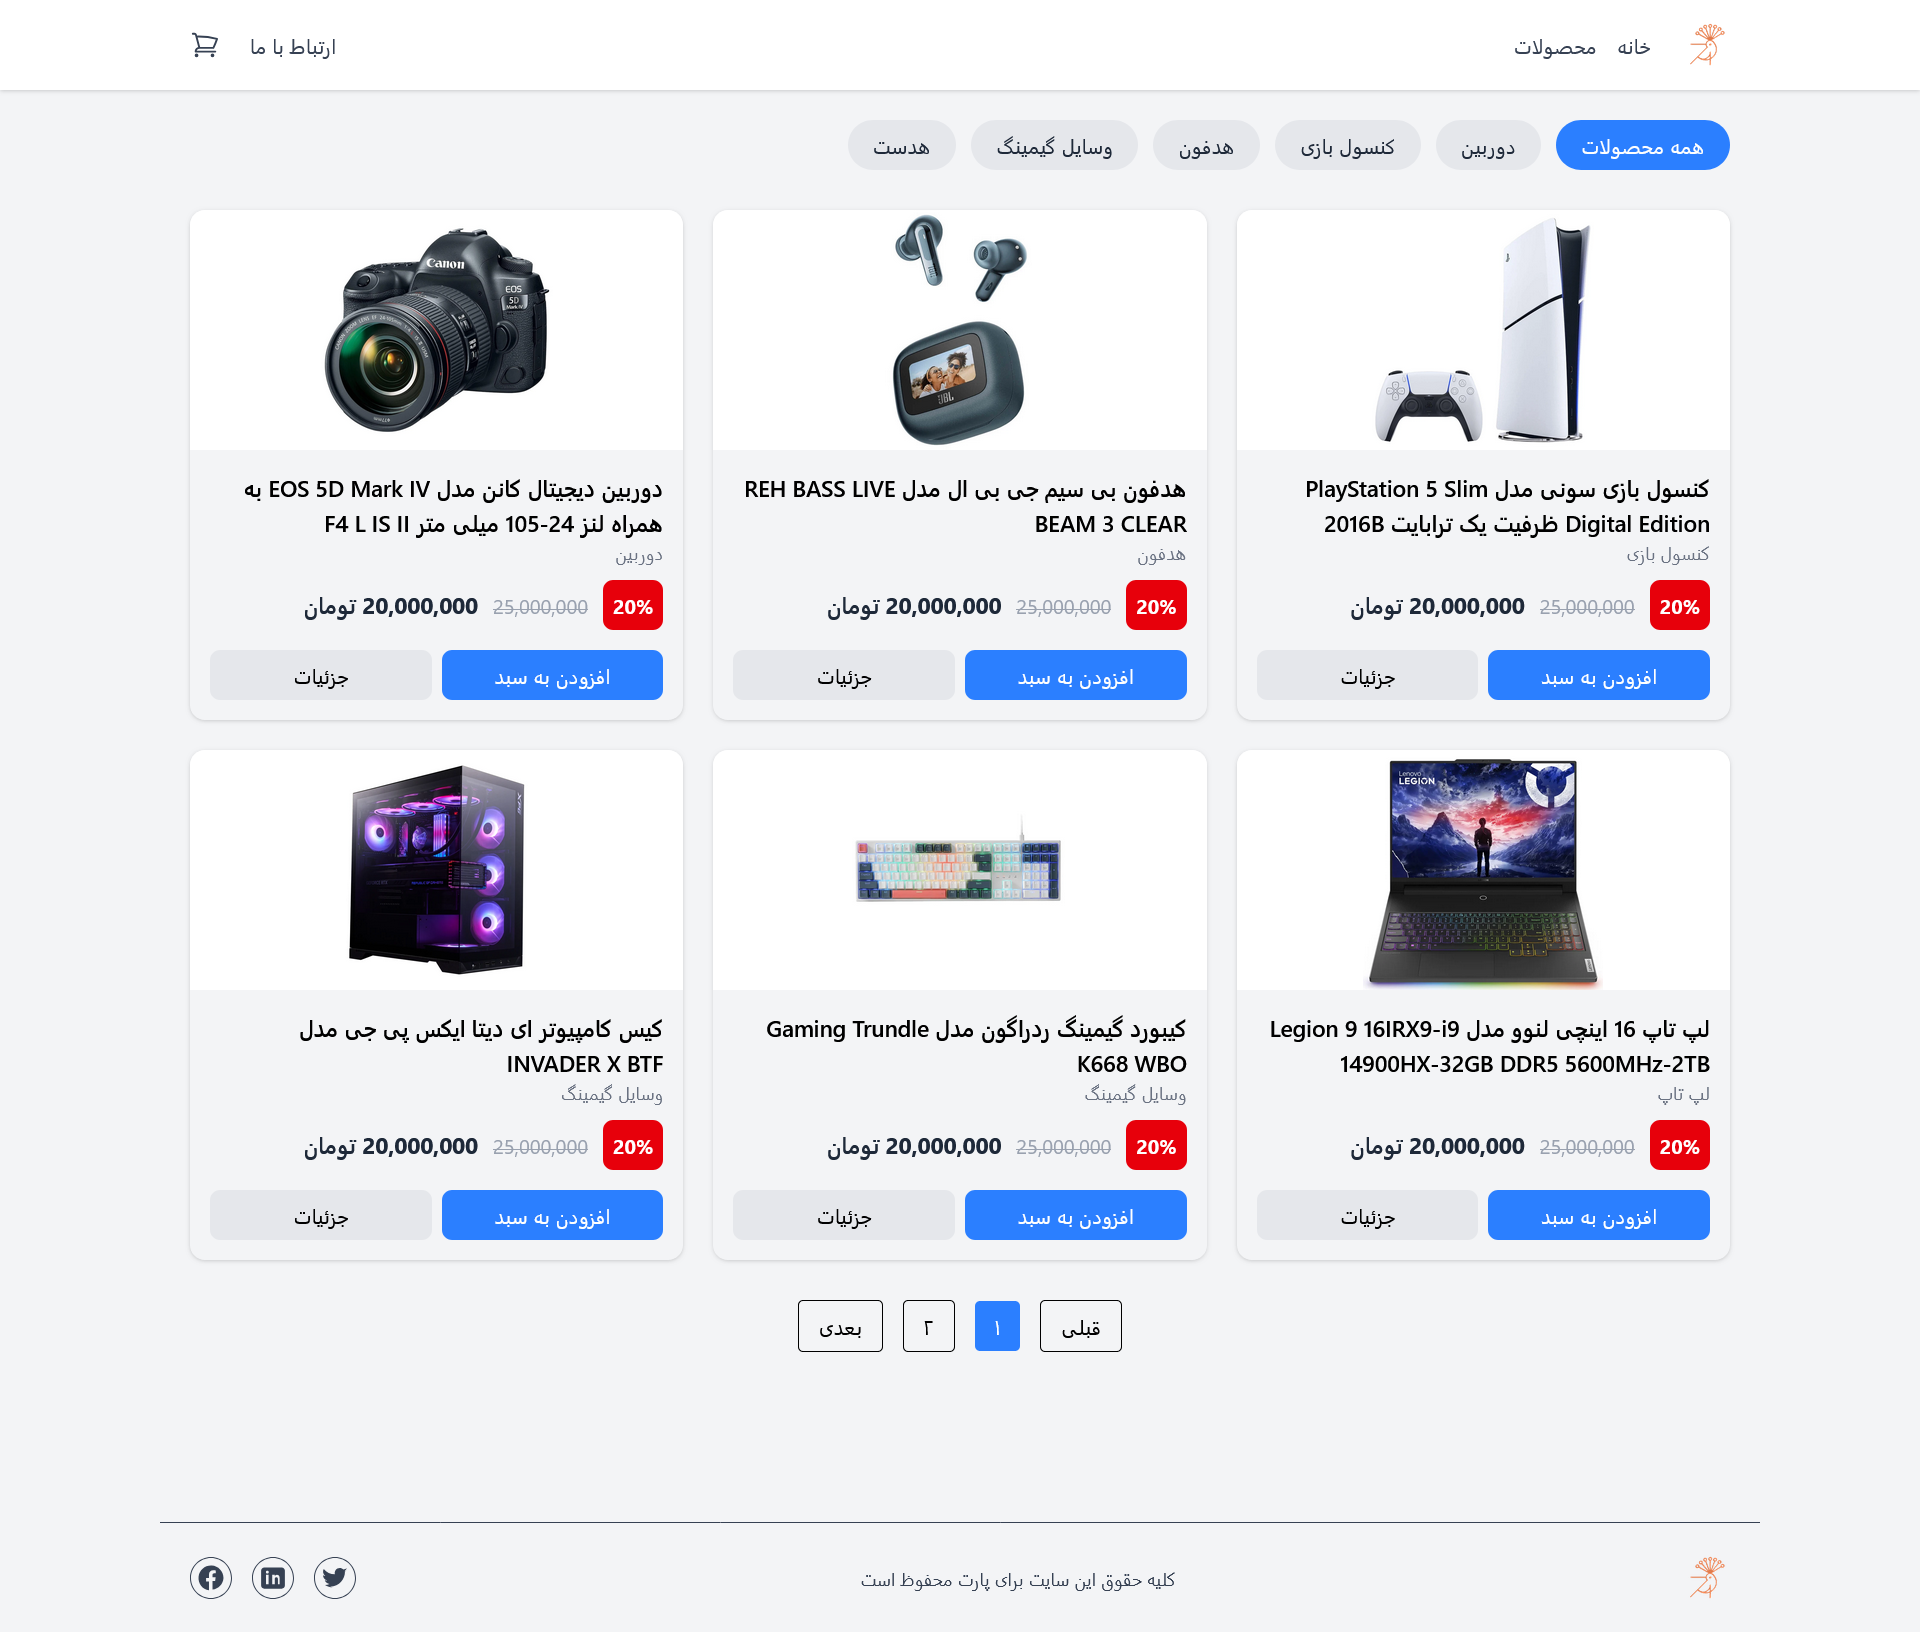 خانه
محصولات
ارتباط با ما
همه محصولات
دوربین
کنسول بازی
هدفون
وسایل گیمینگ
هدست
کنسول بازی سونی مدل PlayStation 5 Slim
Digital Edition ظرفیت یک ترابایت 2016B
کنسول بازی
20%
25,000,000
20,000,000 تومان
افزودن به سبد
جزئیات
JBL
هدفون بی سیم جی بی ال مدل REH BASS LIVE
BEAM 3 CLEAR
هدفون
20%
25,000,000
20,000,000 تومان
افزودن به سبد
جزئیات
Canon
EOS
5D
Mark IV
دوربین دیجیتال کانن مدل EOS 5D Mark IV به
همراه لنز 24-105 میلی متر F4 L IS II
دوربین
20%
25,000,000
20,000,000 تومان
افزودن به سبد
جزئیات
Lenovo
LEGION
لپ تاپ 16 اینچی لنوو مدل Legion 9 16IRX9-i9
14900HX-32GB DDR5 5600MHz-2TB
لپ تاپ
20%
25,000,000
20,000,000 تومان
افزودن به سبد
جزئیات
کیبورد گیمینگ ردراگون مدل Gaming Trundle
K668 WBO
وسایل گیمینگ
20%
25,000,000
20,000,000 تومان
افزودن به سبد
جزئیات
XPG
کیس کامپیوتر ای دیتا ایکس پی جی مدل
INVADER X BTF
وسایل گیمینگ
20%
25,000,000
20,000,000 تومان
افزودن به سبد
جزئیات
قبلی
۱
۲
بعدی
کلیه حقوق این سایت برای پارت محفوظ است